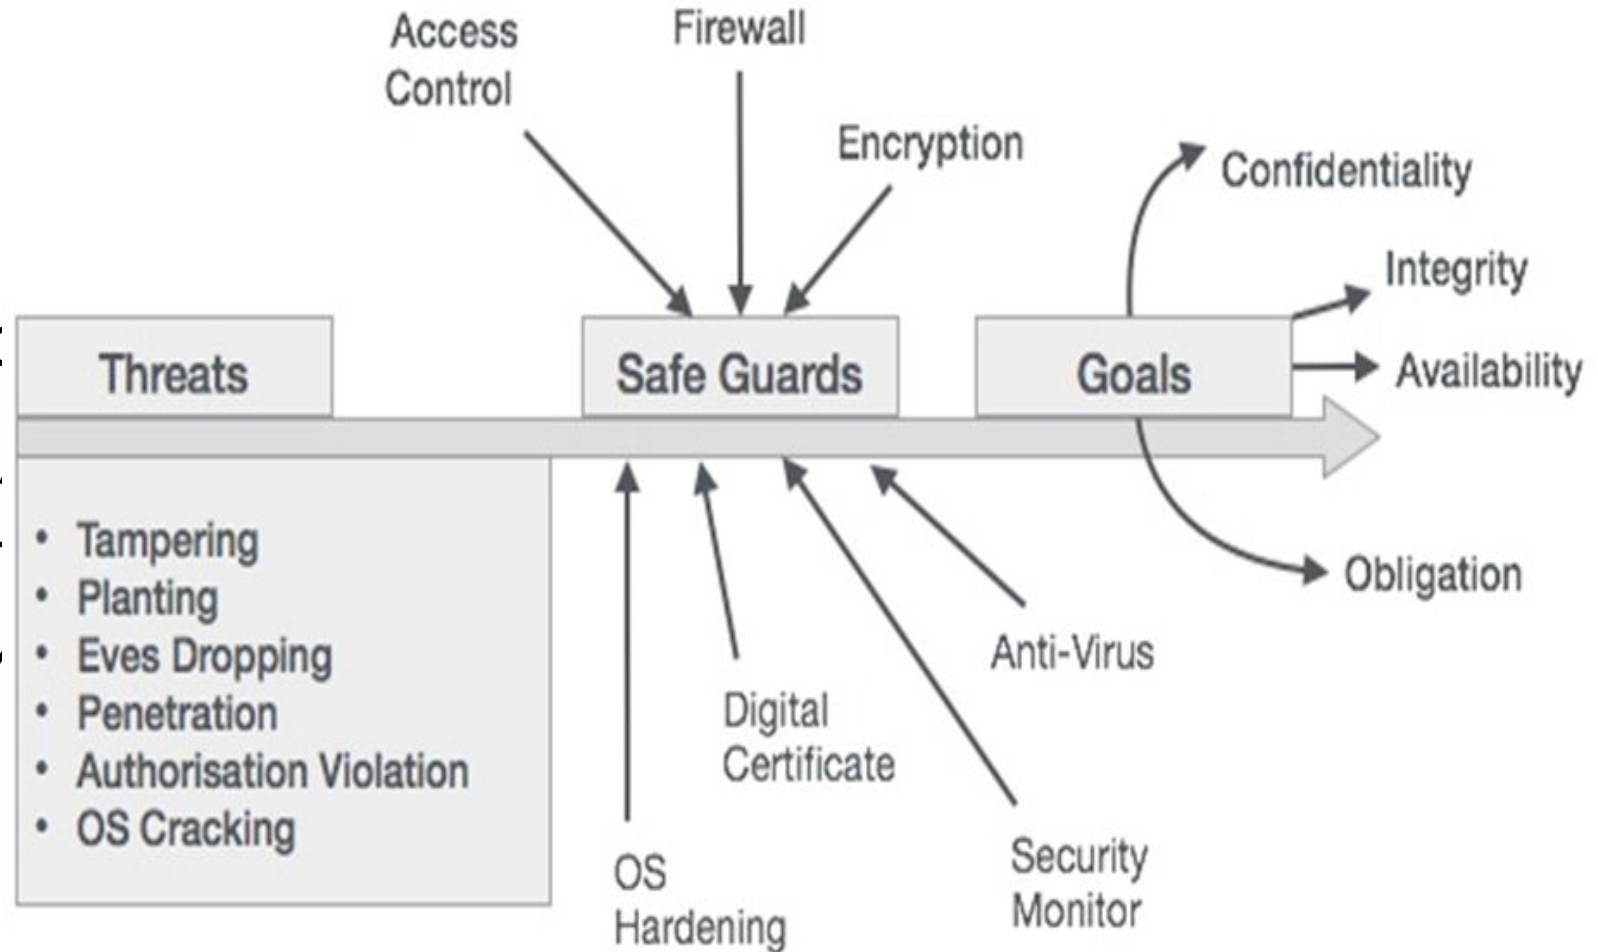 Access
Control
Firewall
Encryption
Confidentiality
Integrity
Availability
Threats
Safe Guards
Goals
• Tampering
• Planting
• Eves Dropping
• Penetration
• Authorisation Violation
• OS Cracking
Obligation
Anti-Virus
Digital
Certificate
Security
Monitor
OS
Hardening